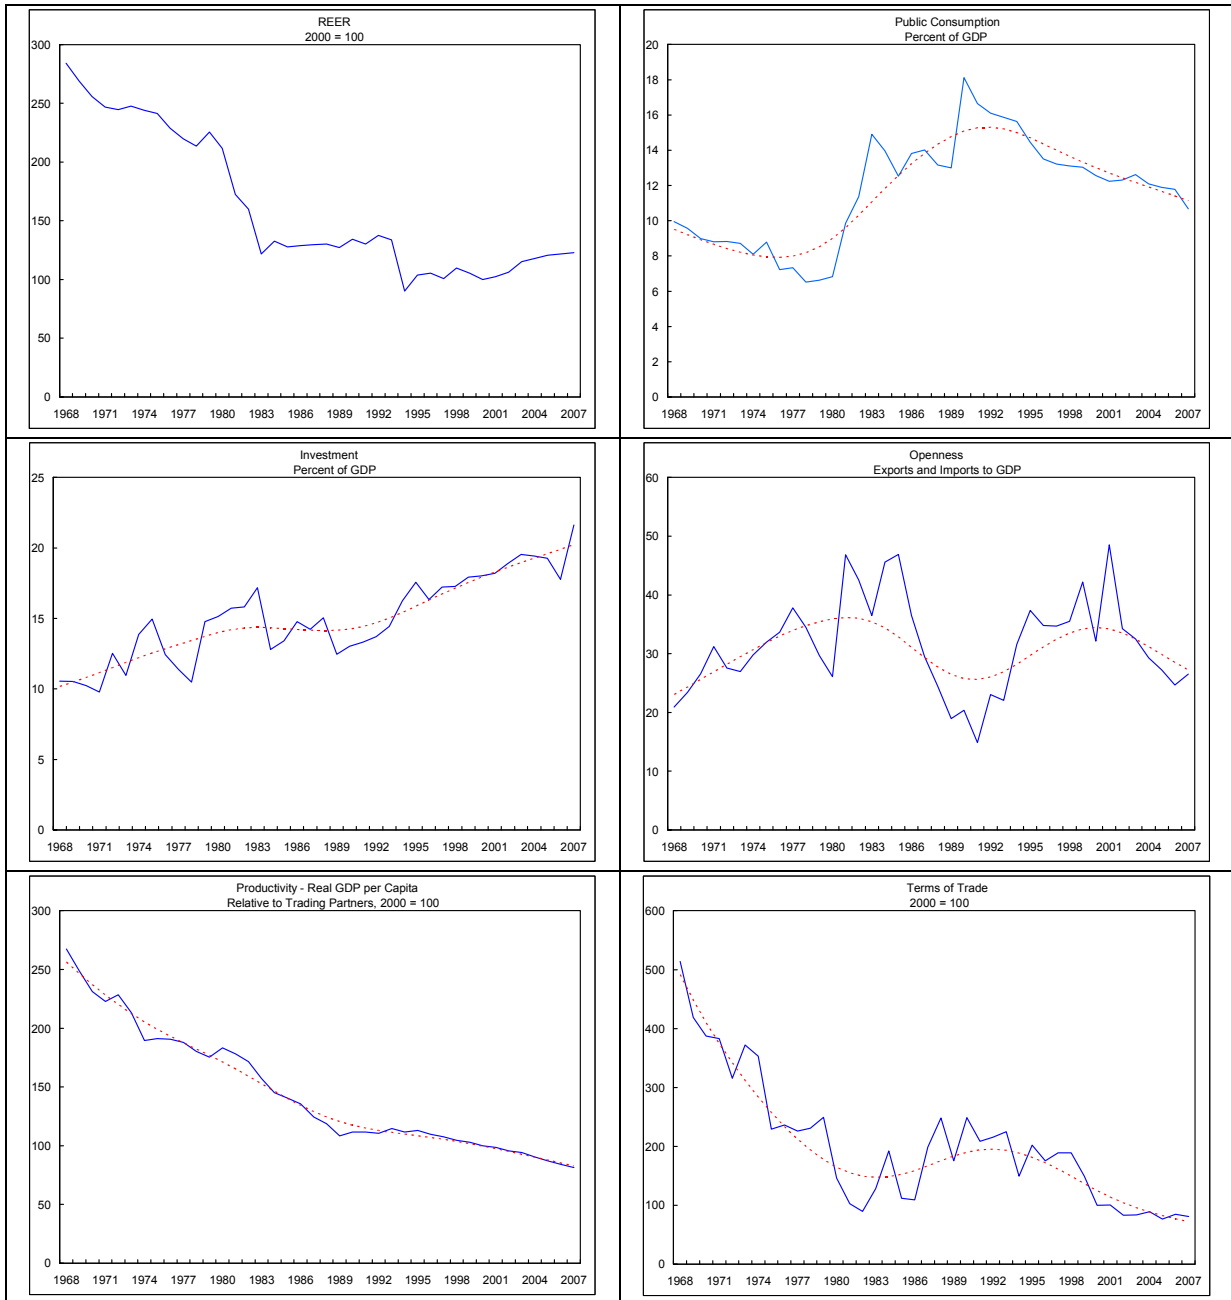 REER
2000 = 100
300
250
200
150
100
50
0
1968 1971 1974 1977 1980 1983 1986 1989 1992 1995 1998 2001 2004 2007
Public Consumption
Percent of GDP
20
18
16
14
12
10
8
6
4
2
0
1968 1971 1974 1977 1980 1983 1986 1989 1992 1995 1998 2001 2004 2007
Investment
Percent of GDP
25
20
15
10
5
0
1968 1971 1974 1977 1980 1983 1986 1989 1992 1995 1998 2001 2004 2007
Openness
Exports and Imports to GDP
60
50
40
30
20
10
0
1968 1971 1974 1977 1980 1983 1986 1989 1992 1995 1998 2001 2004 2007
Productivity - Real GDP per Capita
Relative to Trading Partners, 2000 = 100
300
250
200
150
100
50
0
1968 1971 1974 1977 1980 1983 1986 1989 1992 1995 1998 2001 2004 2007
Terms of Trade
2000 = 100
600
500
400
300
200
100
0
1968 1971 1974 1977 1980 1983 1986 1989 1992 1995 1998 2001 2004 2007